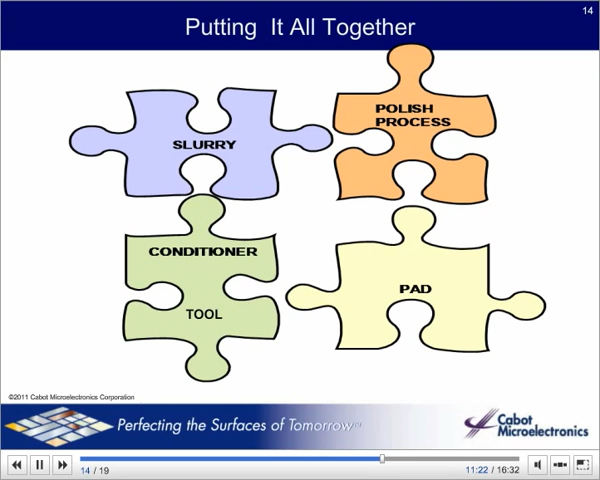 14
Putting It All Together
POLISH
PROCESS
SLURRY
CONDITIONER
TOOL
PAD
©2011 Cabot Microelectronics Corporation
Perfecting the Surfaces of Tomorrow™
Cabot
Microelectronics
14 / 19
11:22 / 16:32